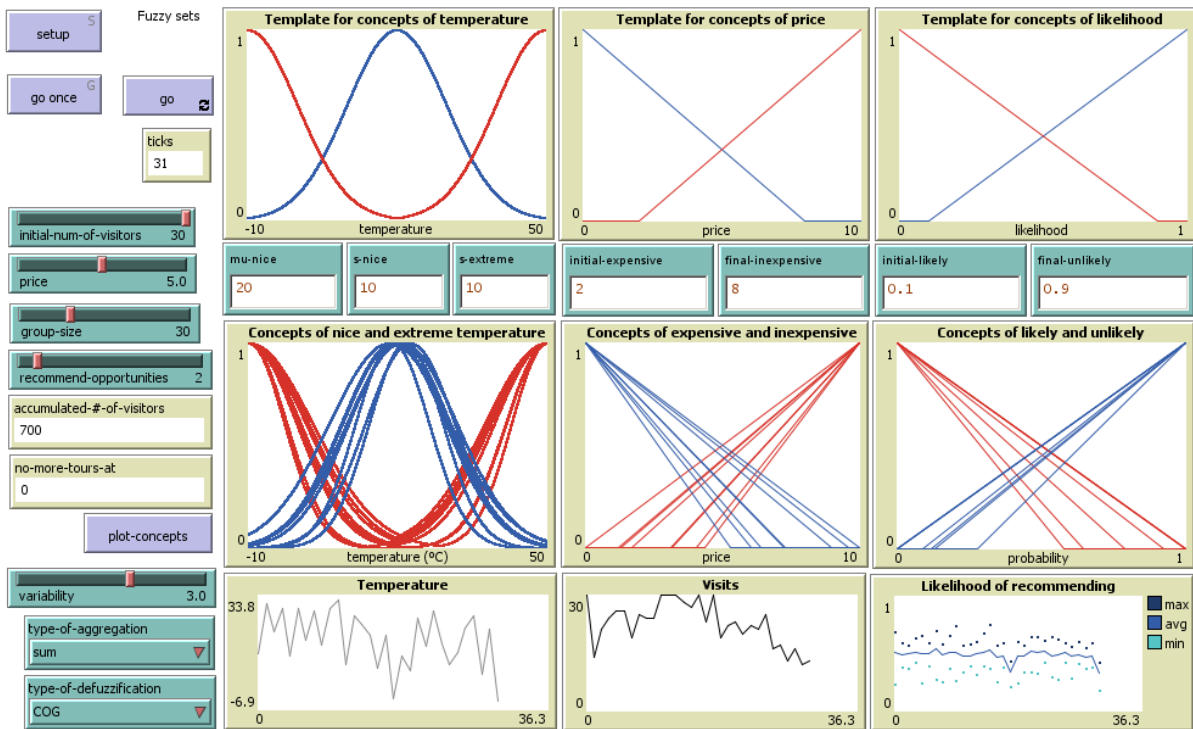 Fuzzy sets
setup
S
go once
G
go
ticks
31
initial-num-of-visitors 30
price 5.0
group-size 30
recommend-opportunities 2
accumulated-#-of-visitors
700
no-more-tours-at
0
plot-concepts
variability 3.0
type-of-aggregation
sum
type-of-defuzzification
COG
Template for concepts of temperature
1
0
-10 temperature 50
Template for concepts of price
1
0
0 price 10
Template for concepts of likelihood
1
0
0 likelihood 1
mu-nice
20
s-nice
10
s-extreme
10
initial-expensive
2
final-inexpensive
8
initial-likely
0.1
final-unlikely
0.9
Concepts of nice and extreme temperature
1
0
-10 temperature (ºC) 50
Concepts of expensive and inexpensive
1
0
0 price 10
Concepts of likely and unlikely
1
0
0 probability 1
Temperature
33.8
-6.9
0 36.3
Visits
30
0
0 36.3
Likelihood of recommending
1
0
0 36.3
max
avg
min